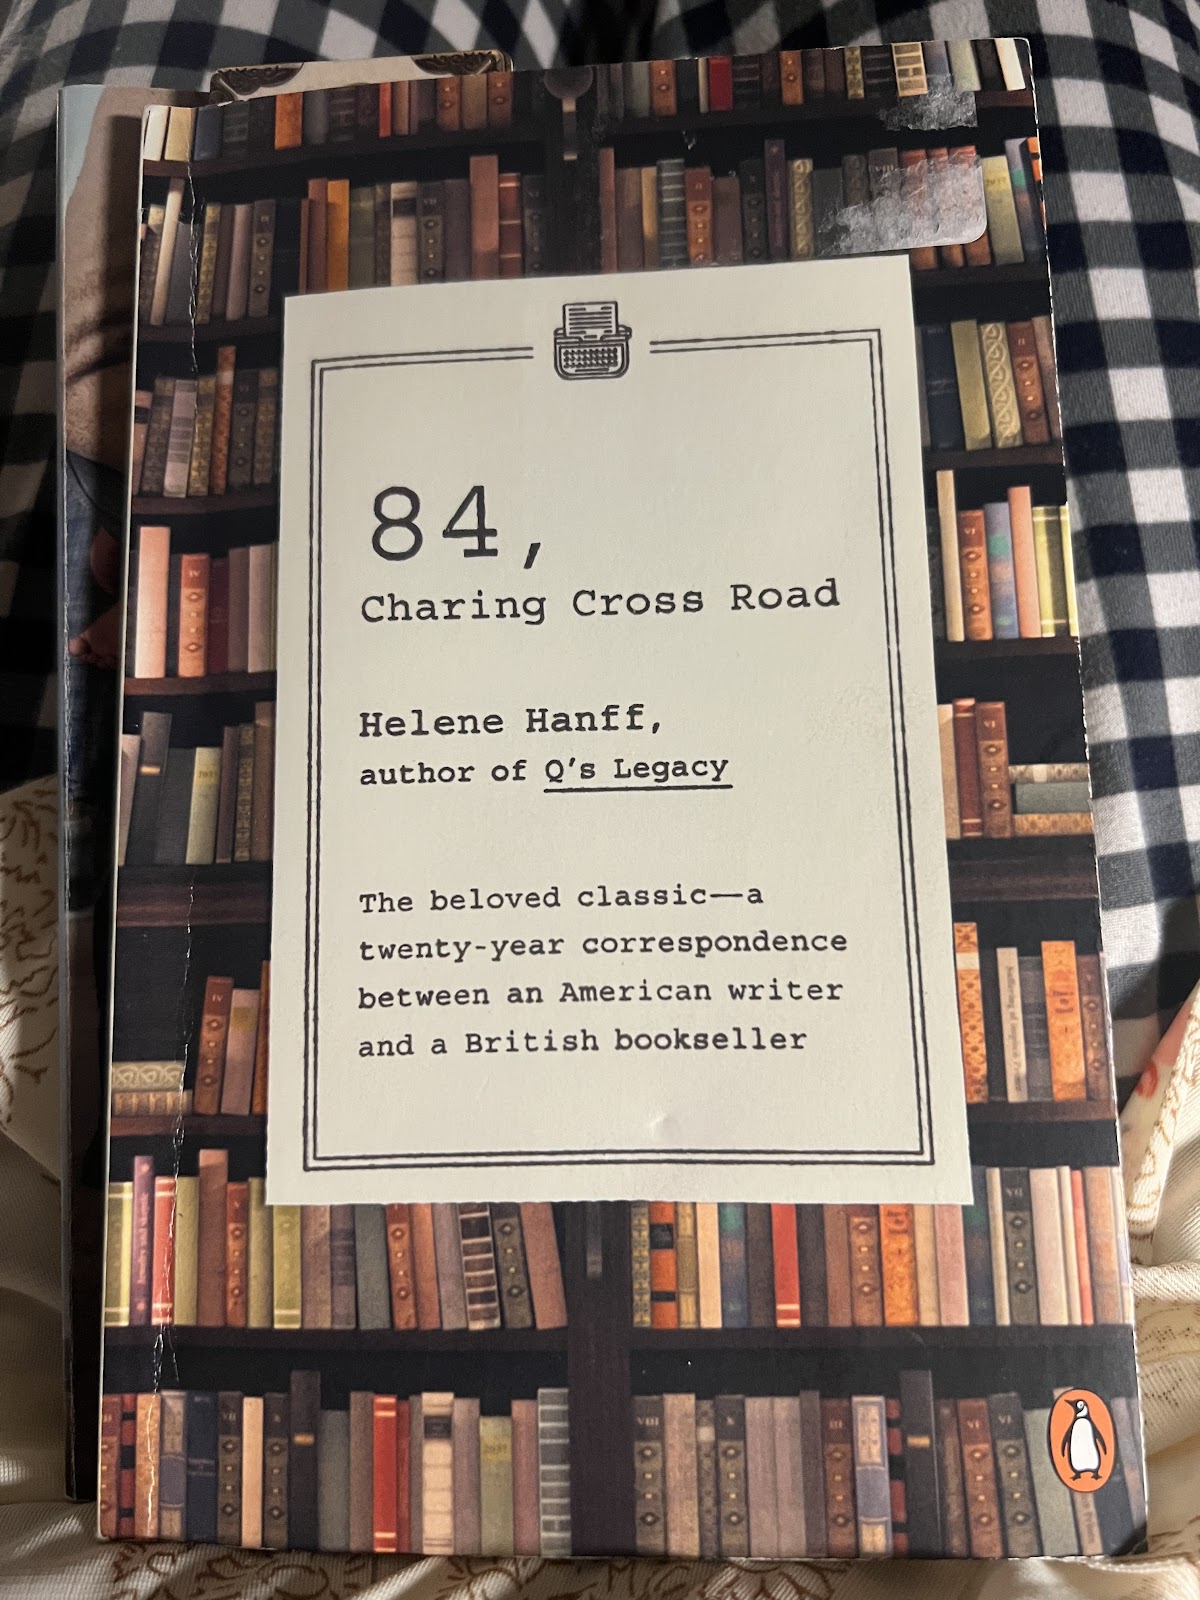 84,
Charing Cross Road
Helene Hanff,
author of Q's Legacy
The beloved classic—a
twenty-year correspondence
between an American writer
and a British bookseller